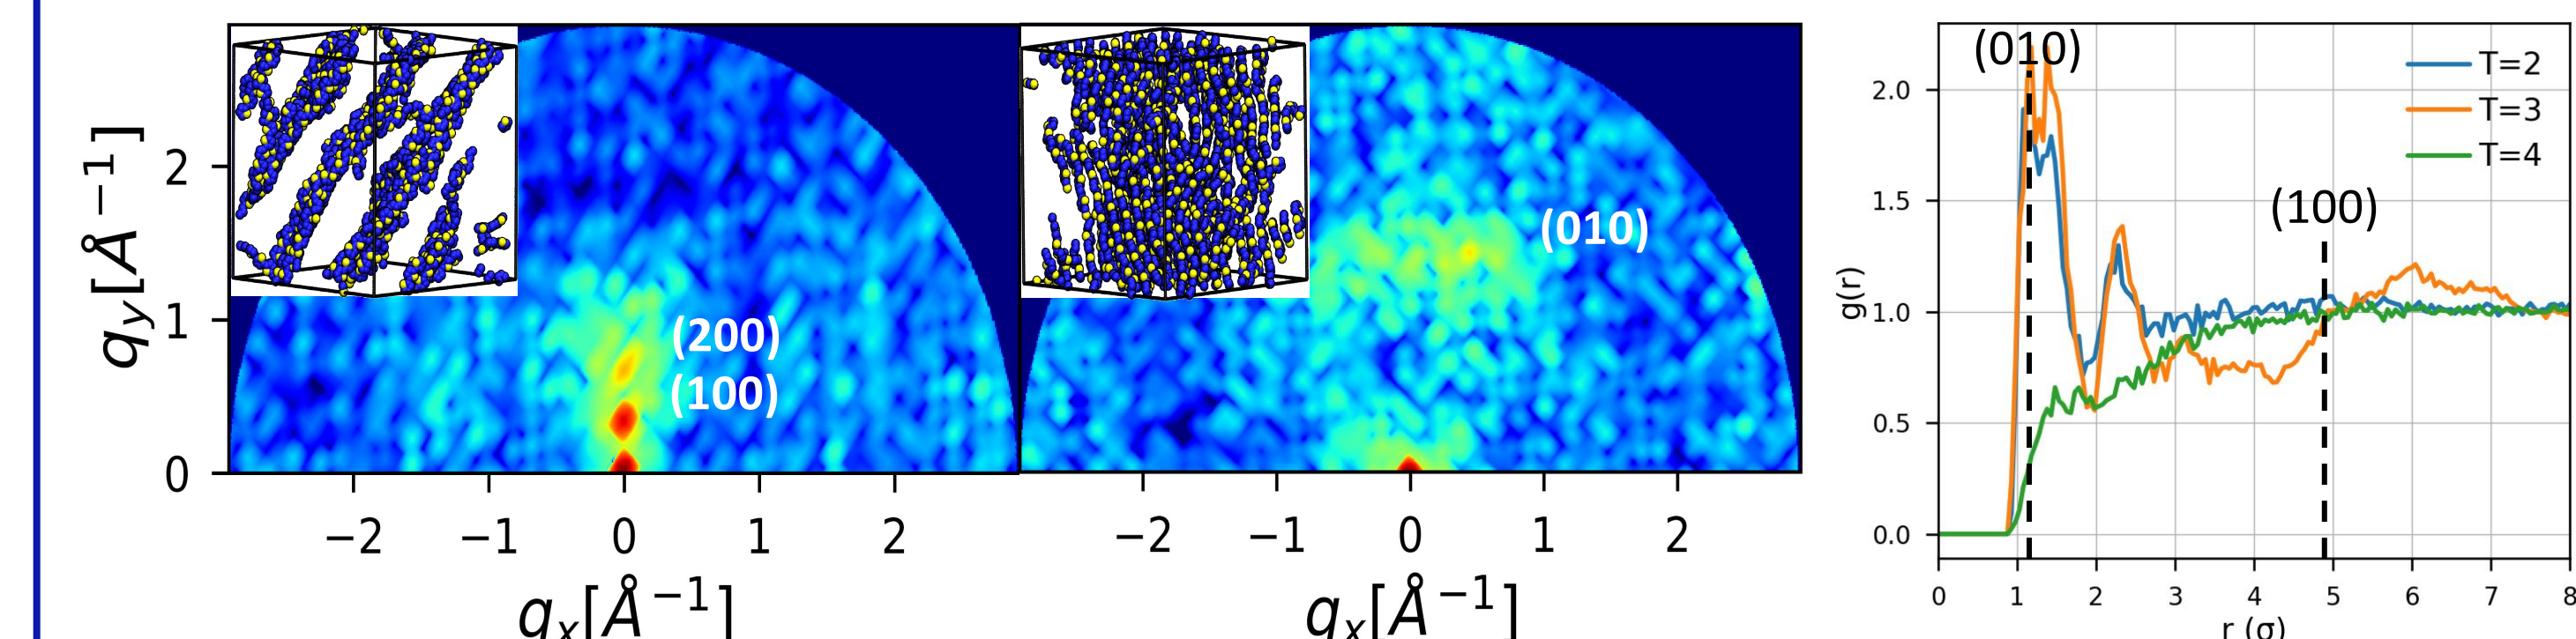 q_y[Å⁻¹]
2
1
0
(200)
(100)
−2 −1 0 1 2
q_x[Å⁻¹]
(010)
−2 −1 0 1 2
q_x[Å⁻¹]
(010)
(100)
T=2
T=3
T=4
g(r)
2.0
1.5
1.0
0.5
0.0
0 1 2 3 4 5 6 7 8
r (σ)